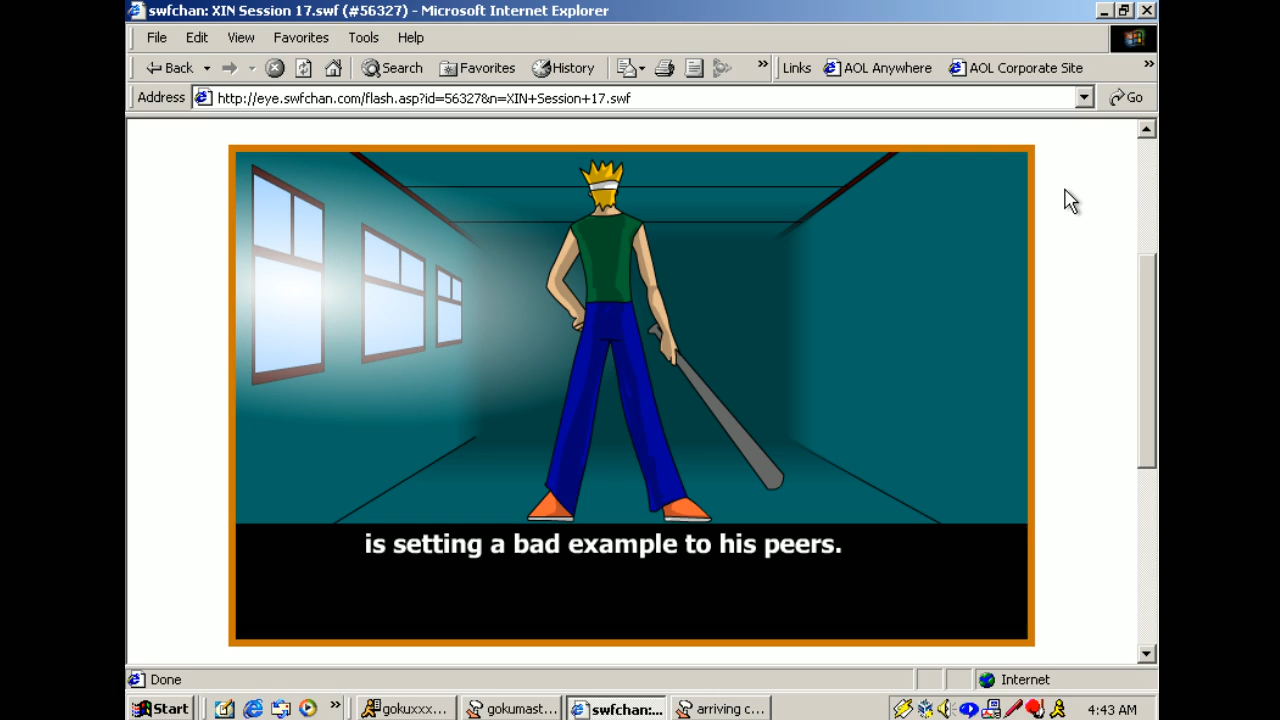 swfchan: XIN Session 17.swf (#56327) - Microsoft Internet Explorer
File Edit View Favorites Tools Help
Back Search Favorites History » Links AOL Anywhere AOL Corporate Site »
Address http://eye.swfchan.com/flash.asp?id=56327&n=XIN+Session+17.swf Go
is setting a bad example to his peers.
Done Internet
Start » gokuxxx... gokumast... swfchan:... arriving c... 4:43 AM